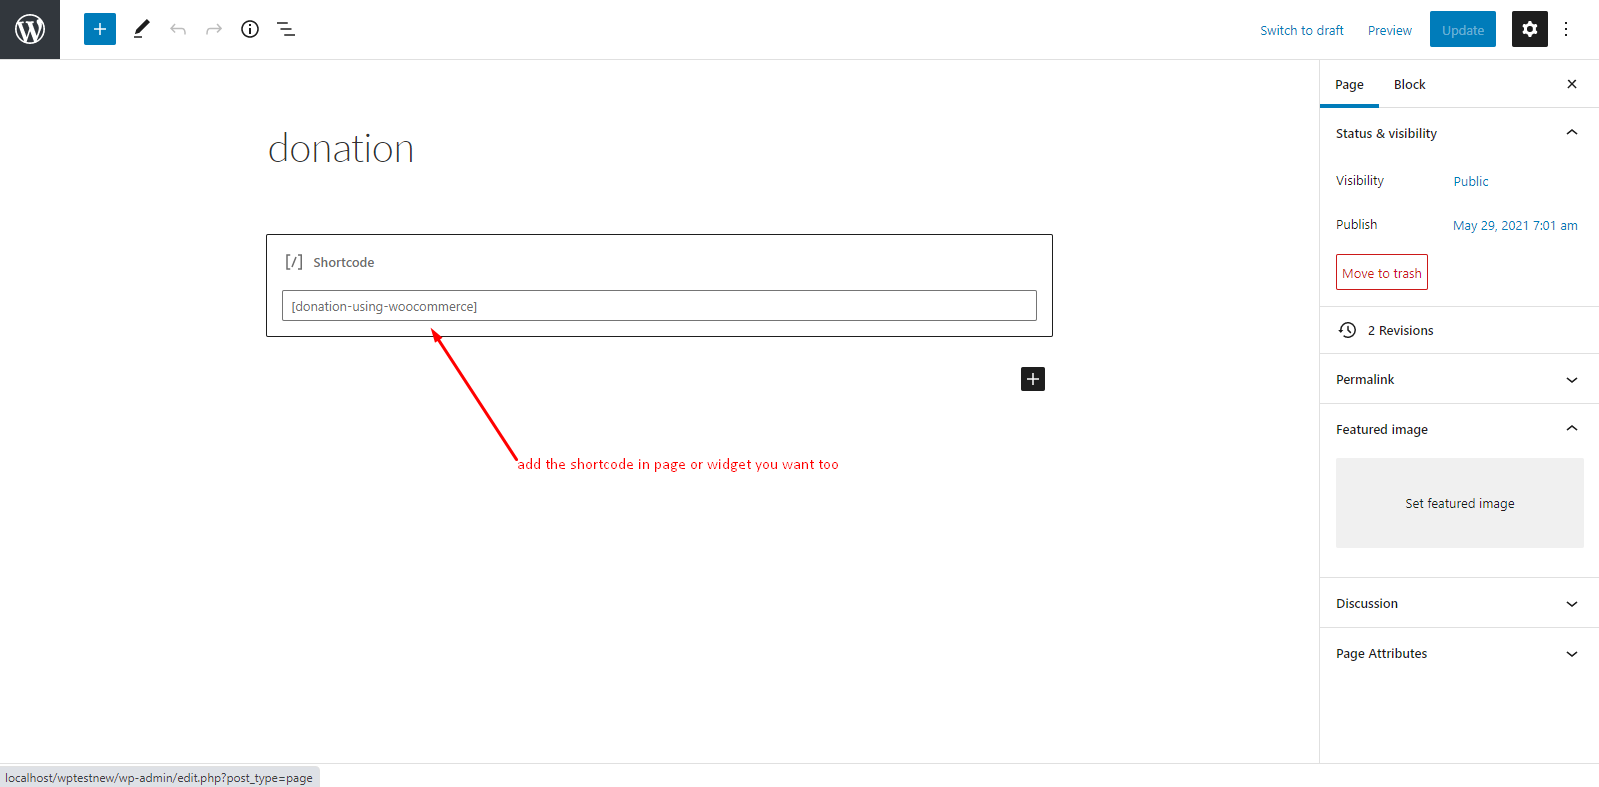 Switch to draft Preview Update
Page Block
Status & visibility
donation
Visibility Public
Publish May 29, 2021 7:01 am
[/] Shortcode
Move to trash
[donation-using-woocommerce]
2 Revisions
Permalink
Featured image
add the shortcode in page or widget you want too
Set featured image
Discussion
Page Attributes
localhost/wptestnew/wp-admin/edit.php?post_type=page